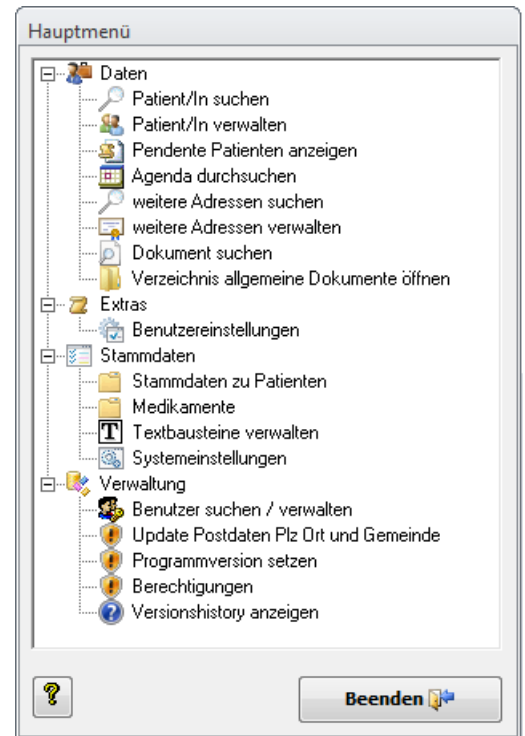 Hauptmenü
Daten
Patient/In suchen
Patient/In verwalten
Pendente Patienten anzeigen
Agenda durchsuchen
weitere Adressen suchen
weitere Adressen verwalten
Dokument suchen
Verzeichnis allgemeine Dokumente öffnen
Extras
Benutzereinstellungen
Stammdaten
Stammdaten zu Patienten
Medikamente
T Textbausteine verwalten
Systemeinstellungen
Verwaltung
Benutzer suchen / verwalten
Update Postdaten Plz Ort und Gemeinde
Programmversion setzen
Berechtigungen
? Versionshistory anzeigen
? Beenden